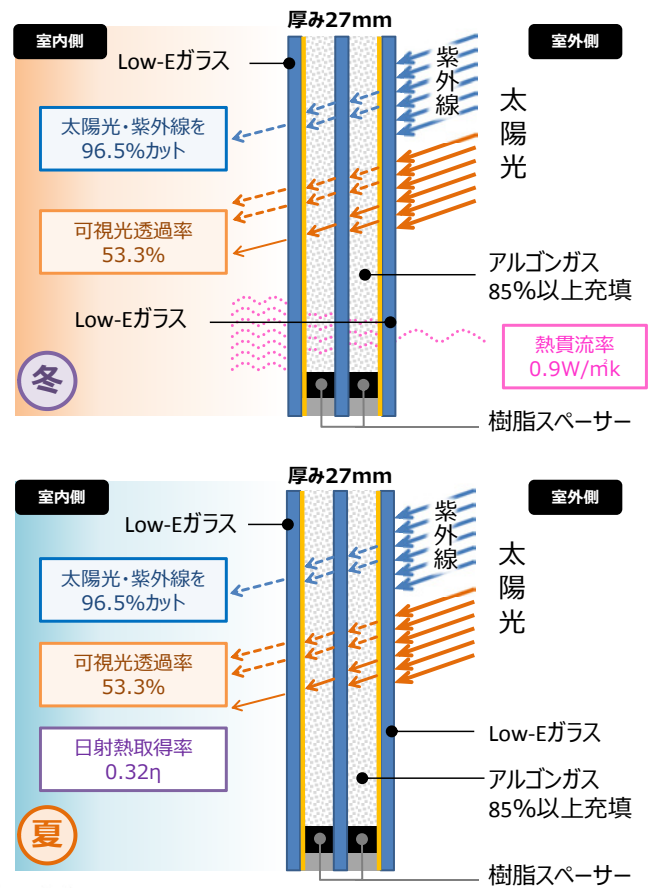 厚み27mm
室内側
室外側
Low-Eガラス
紫外線
太陽光
太陽光・紫外線を
96.5%カット
可視光透過率
53.3%
アルゴンガス
85%以上充填
Low-Eガラス
熱貫流率
0.9W/㎡k
冬
樹脂スペーサー
厚み27mm
室内側
室外側
Low-Eガラス
紫外線
太陽光
太陽光・紫外線を
96.5%カット
可視光透過率
53.3%
日射熱取得率
0.32η
Low-Eガラス
アルゴンガス
85%以上充填
夏
樹脂スペーサー